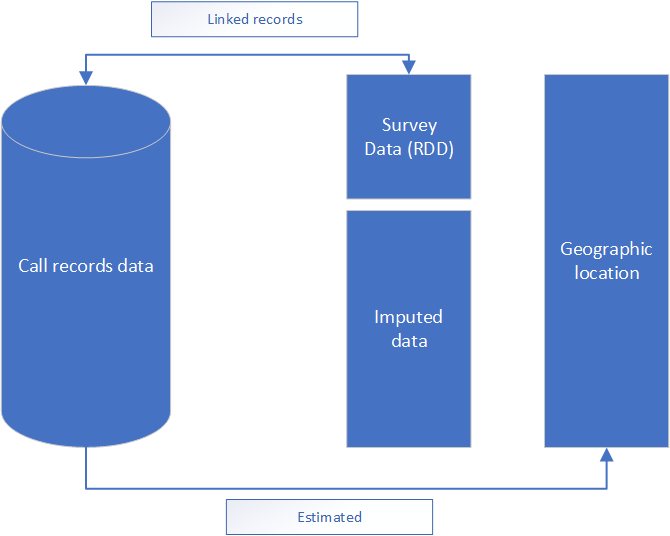 Linked records
Survey
Data (RDD)
Call records data
Geographic
location
Imputed
data
Estimated